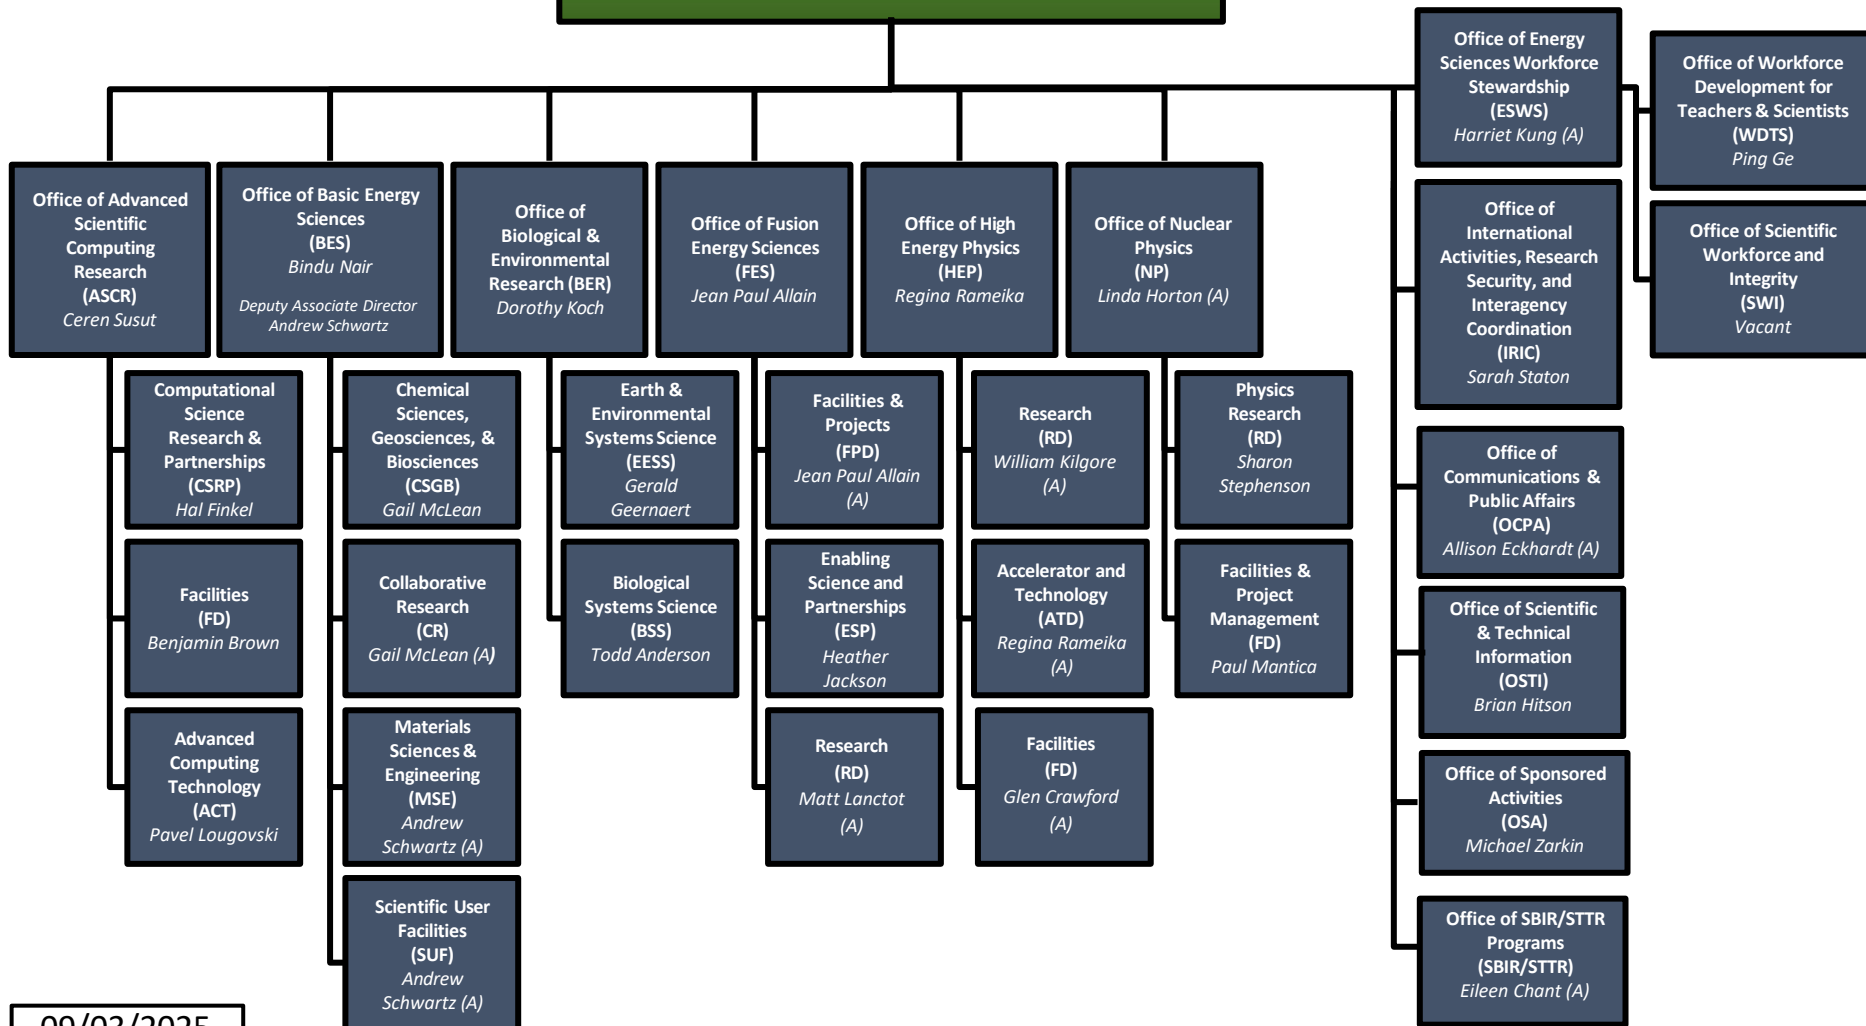 Office of Energy
Sciences Workforce
Stewardship
(ESWS)
Harriet Kung (A)
Office of Workforce
Development for
Teachers & Scientists
(WDTS)
Ping Ge
Office of Advanced
Scientific
Computing
Research
(ASCR)
Ceren Susut
Office of Basic Energy
Sciences
(BES)
Bindu Nair
Deputy Associate Director
Andrew Schwartz
Office of
Biological &
Environmental
Research (BER)
Dorothy Koch
Office of Fusion
Energy Sciences
(FES)
Jean Paul Allain
Office of High
Energy Physics
(HEP)
Regina Rameika
Office of Nuclear
Physics
(NP)
Linda Horton (A)
Office of
International
Activities, Research
Security, and
Interagency
Coordination
(IRIC)
Sarah Staton
Office of Scientific
Workforce and
Integrity
(SWI)
Vacant
Computational
Science
Research &
Partnerships
(CSRP)
Hal Finkel
Chemical
Sciences,
Geosciences, &
Biosciences
(CSGB)
Gail McLean
Earth &
Environmental
Systems Science
(EESS)
Gerald
Geernaert
Facilities &
Projects
(FPD)
Jean Paul Allain
(A)
Research
(RD)
William Kilgore
(A)
Physics
Research
(RD)
Sharon
Stephenson
Office of
Communications &
Public Affairs
(OCPA)
Allison Eckhardt (A)
Facilities
(FD)
Benjamin Brown
Collaborative
Research
(CR)
Gail McLean (A)
Biological
Systems Science
(BSS)
Todd Anderson
Enabling
Science and
Partnerships
(ESP)
Heather
Jackson
Accelerator and
Technology
(ATD)
Regina Rameika
(A)
Facilities &
Project
Management
(FD)
Paul Mantica
Office of Scientific
& Technical
Information
(OSTI)
Brian Hitson
Advanced
Computing
Technology
(ACT)
Pavel Lougovski
Materials
Sciences &
Engineering
(MSE)
Andrew
Schwartz (A)
Research
(RD)
Matt Lanctot
(A)
Facilities
(FD)
Glen Crawford
(A)
Office of Sponsored
Activities
(OSA)
Michael Zarkin
Scientific User
Facilities
(SUF)
Andrew
Schwartz (A)
Office of SBIR/STTR
Programs
(SBIR/STTR)
Eileen Chant (A)
09/03/2025